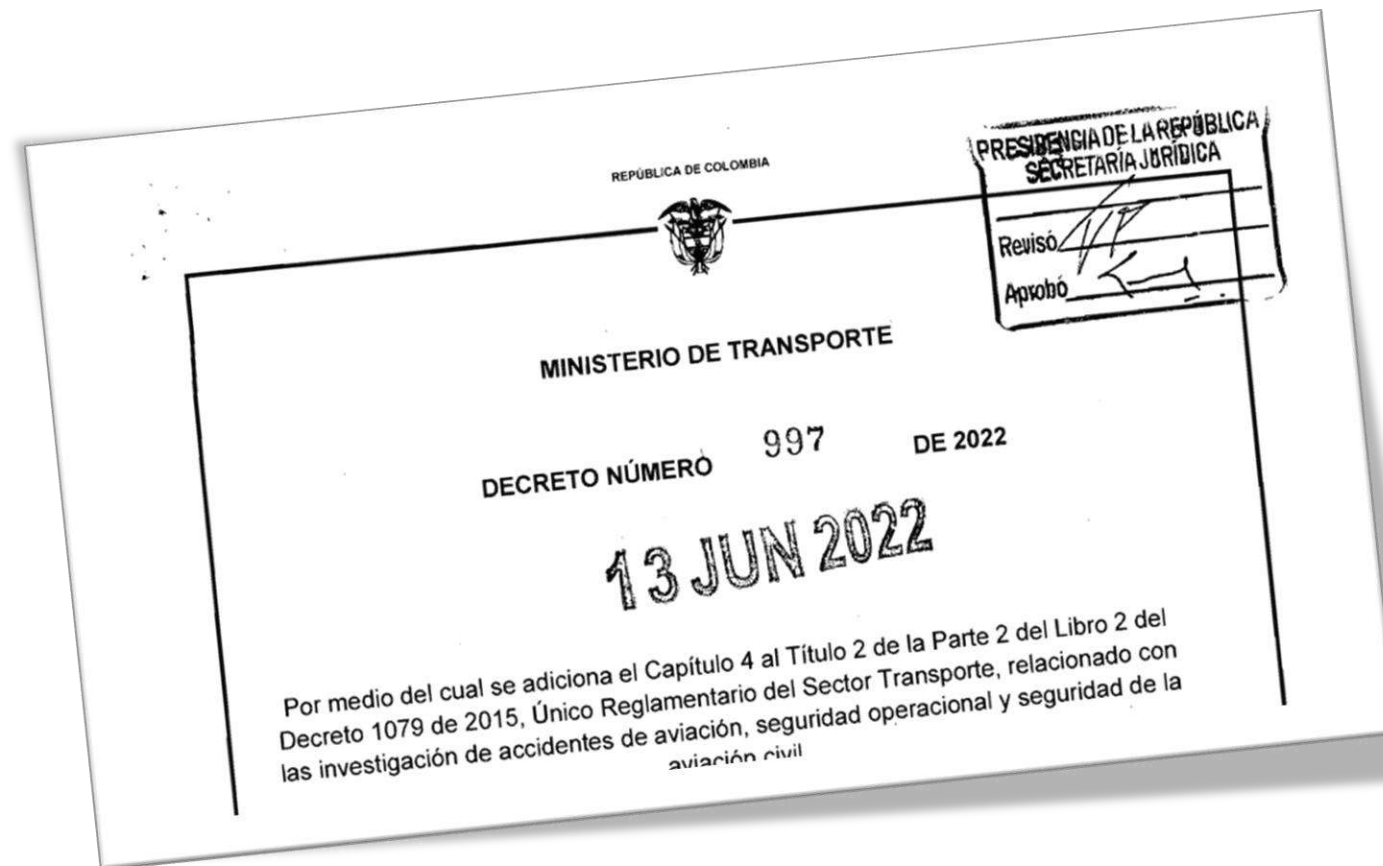 REPÚBLICA DE COLOMBIA
PRESIDENCIA DE LA REPÚBLICA
SECRETARÍA JURÍDICA
Revisó
Aprobó
MINISTERIO DE TRANSPORTE
DECRETO NÚMERO 997 DE 2022
13 JUN 2022
Por medio del cual se adiciona el Capítulo 4 al Título 2 de la Parte 2 del Libro 2 del
Decreto 1079 de 2015, Único Reglamentario del Sector Transporte, relacionado con
las investigación de accidentes de aviación, seguridad operacional y seguridad de la
aviación civil